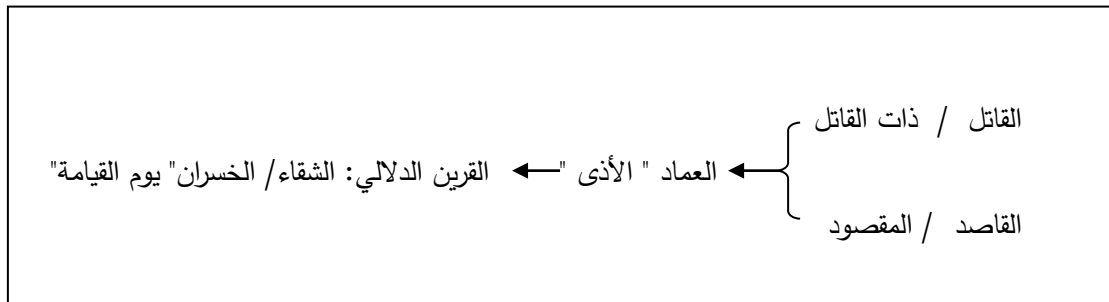 القاتل / ذات القاتل
العماد " الأذى " القرين الدلالي: الشقاء/ الخسران" يوم القيامة"
القاصد / المقصود